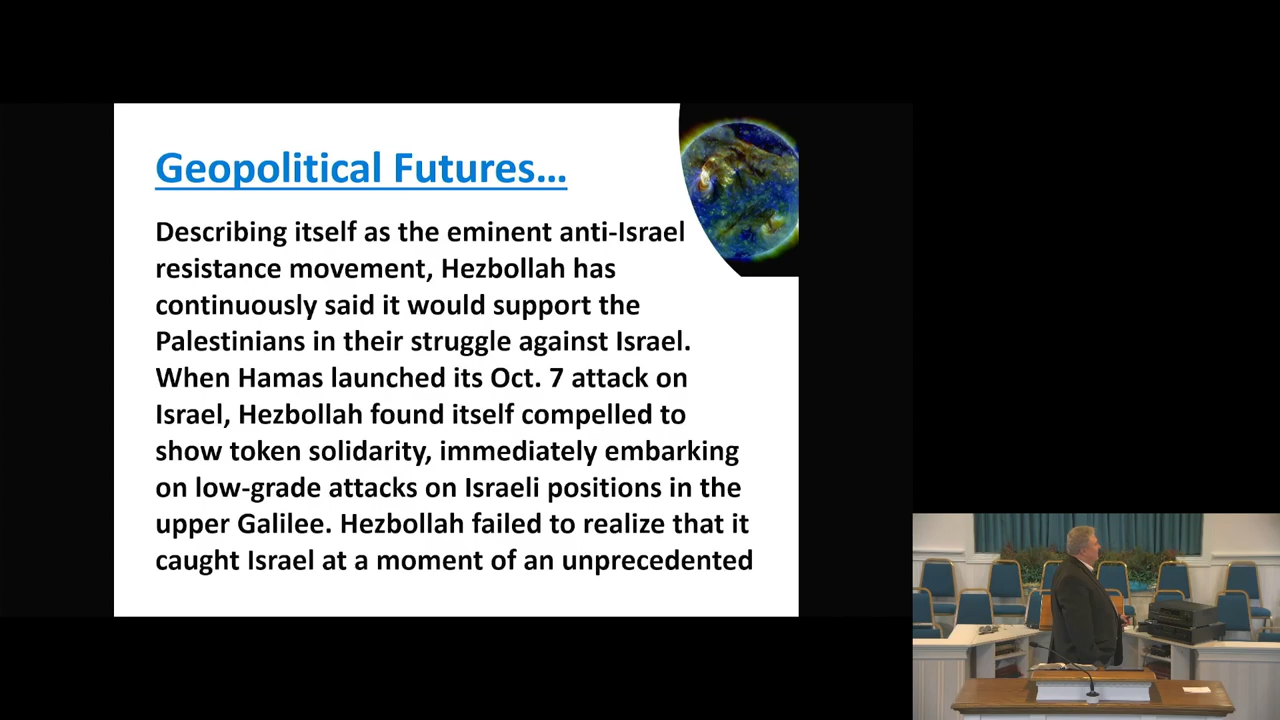 Geopolitical Futures...
Describing itself as the eminent anti-Israel
resistance movement, Hezbollah has
continuously said it would support the
Palestinians in their struggle against Israel.
When Hamas launched its Oct. 7 attack on
Israel, Hezbollah found itself compelled to
show token solidarity, immediately embarking
on low-grade attacks on Israeli positions in the
upper Galilee. Hezbollah failed to realize that it
caught Israel at a moment of an unprecedented